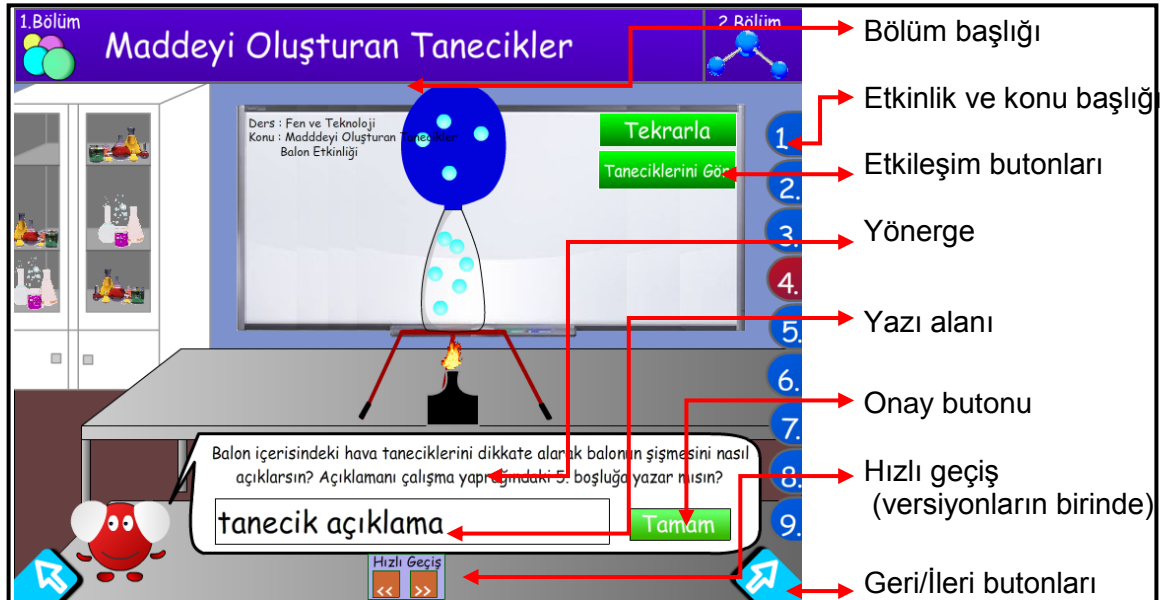 1.Bölüm
Maddeyi Oluşturan Tanecikler
2.Bölüm
Ders : Fen ve Teknoloji
Konu : Madddeyi Oluşturan Tanecikler
Balon Etkinliği
Tekrarla
Taneciklerini Gör
1.
2.
3.
4.
5.
6.
7.
8.
9.
Balon içerisindeki hava taneciklerini dikkate alarak balonun şişmesini nasıl
açıklarsın? Açıklamanı çalışma yaprağındaki 5. boşluğa yazar mısın?
tanecik açıklama
Tamam
Hızlı Geçiş
<< >>
Bölüm başlığı
Etkinlik ve konu başlığı
Etkileşim butonları
Yönerge
Yazı alanı
Onay butonu
Hızlı geçiş
(versiyonların birinde)
Geri/İleri butonları